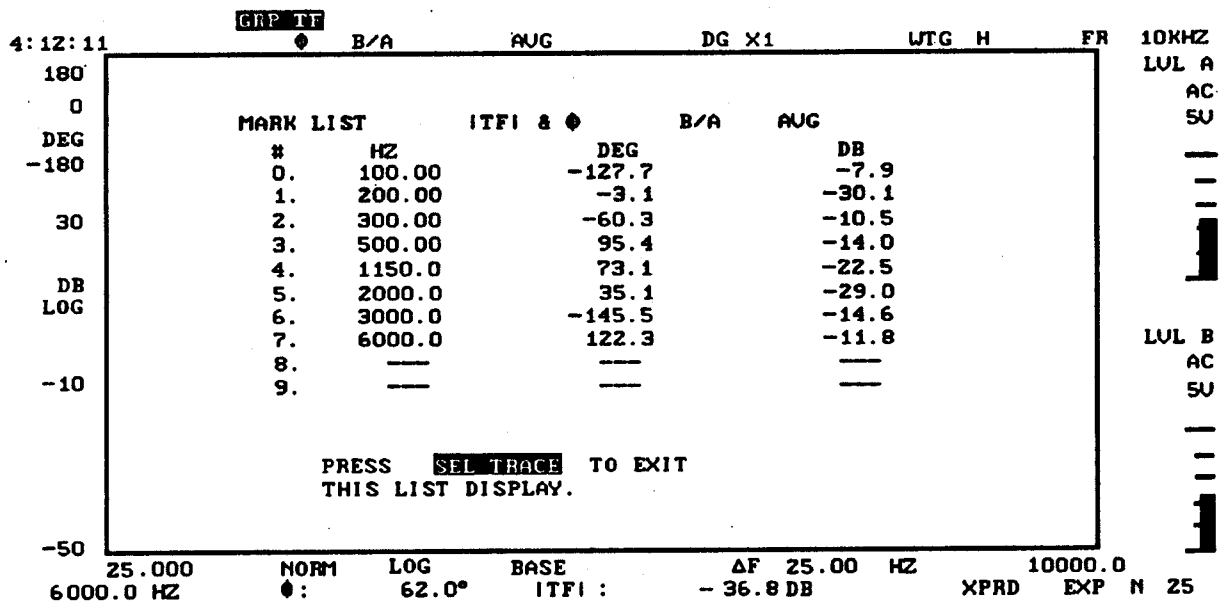 GRP TF
4:12:11 Φ B/A AVG DG X1 WTG H FR 10KHZ
180
0
DEG
-180
30
DB
LOG
-10
-50
LVL A
AC
5V
LVL B
AC
5V
MARK LIST |TF| & Φ B/A AVG
# HZ DEG DB
0. 100.00 -127.7 -7.9
1. 200.00 -3.1 -30.1
2. 300.00 -60.3 -10.5
3. 500.00 95.4 -14.0
4. 1150.0 73.1 -22.5
5. 2000.0 35.1 -29.0
6. 3000.0 -145.5 -14.6
7. 6000.0 122.3 -11.8
8. --- --- ---
9. --- --- ---
PRESS SEL TRACE TO EXIT
THIS LIST DISPLAY.
25.000 NORM LOG BASE ΔF 25.00 HZ 10000.0
6000.0 HZ Φ: 62.0° |TF|: -36.8 DB XPRD EXP N 25